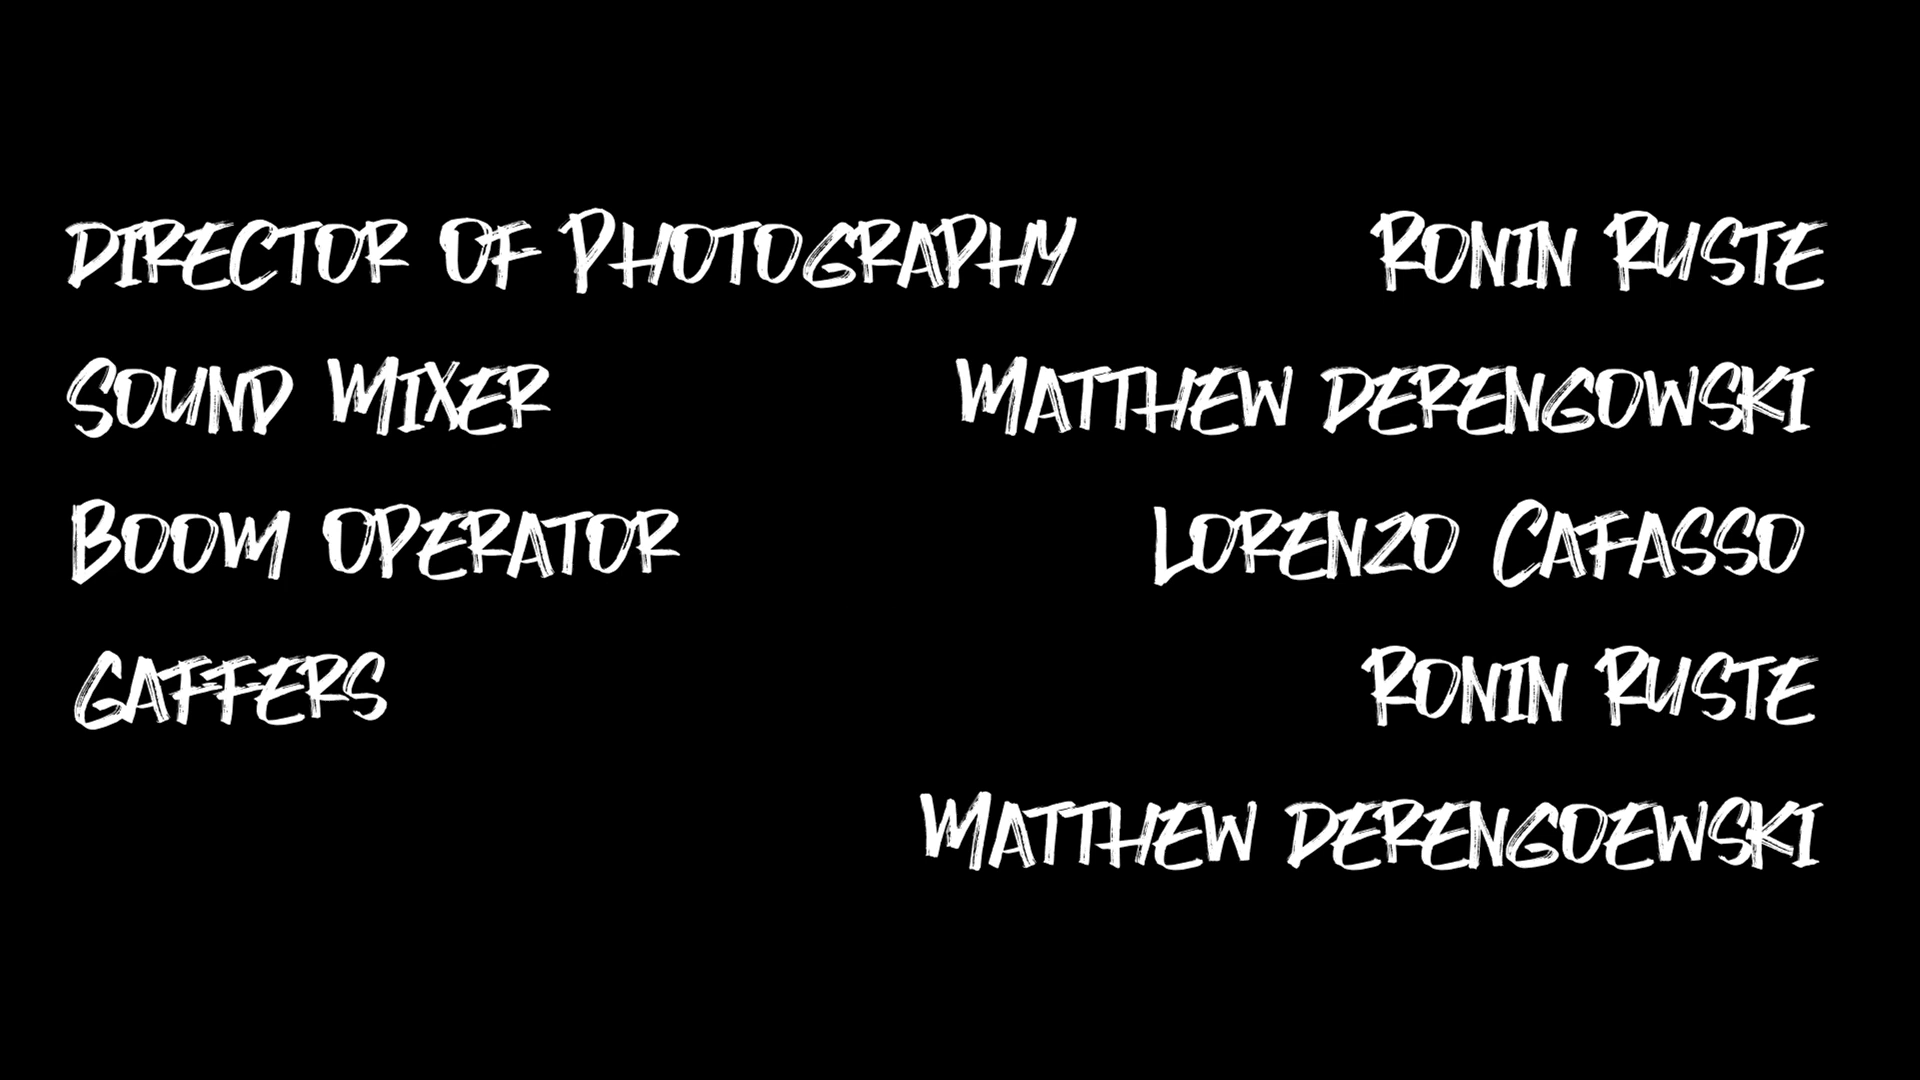 Director of Photography Ronin Ruste
Sound Mixer Matthew Derengowski
Boom Operator Lorenzo Cafasso
Gaffers Ronin Ruste
Matthew Derengoewski